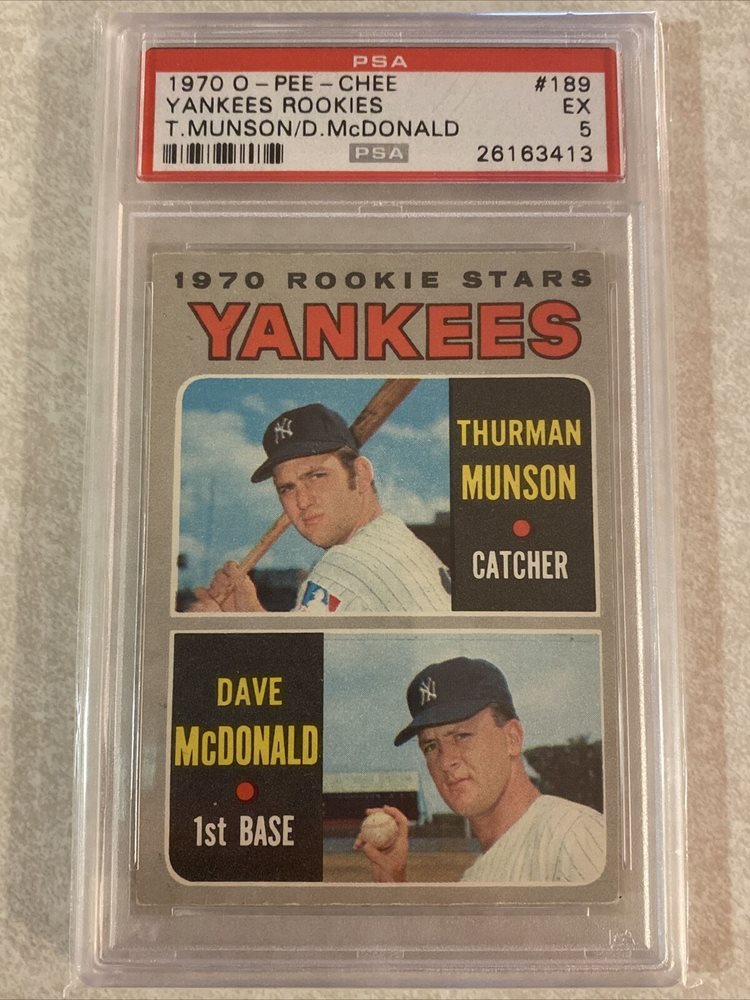 PSA
1970 O-PEE-CHEE #189
YANKEES ROOKIES EX
T.MUNSON/D.McDONALD 5
PSA 26163413
1970 ROOKIE STARS
YANKEES
THURMAN
MUNSON
CATCHER
DAVE
McDONALD
1st BASE